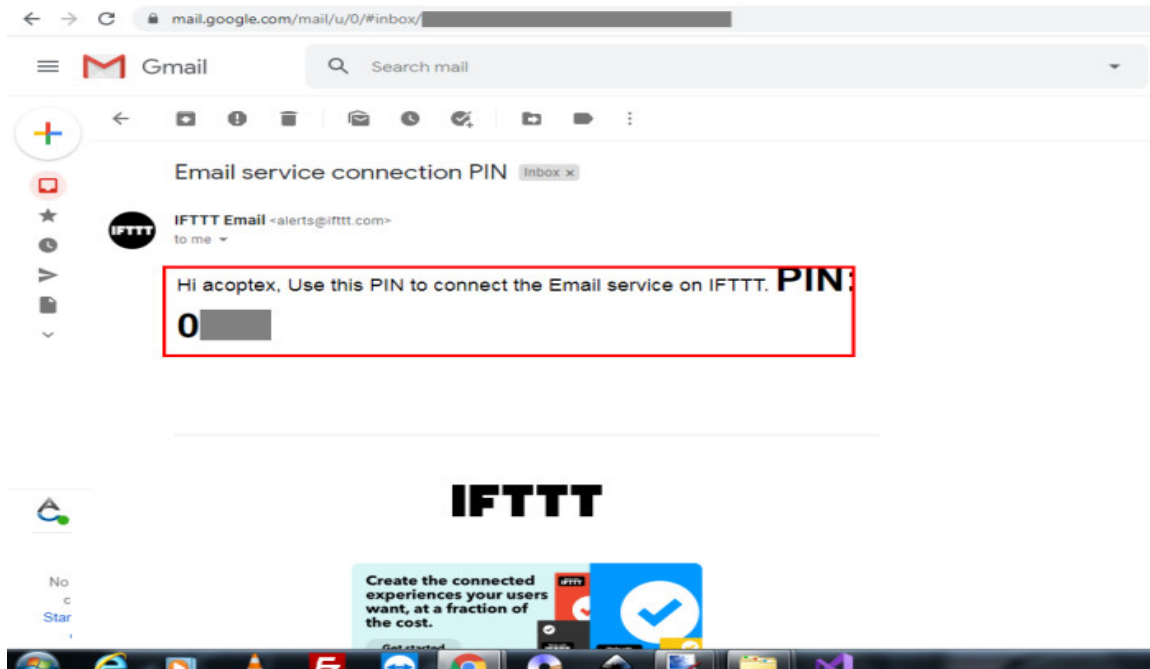 mail.google.com/mail/u/0/#inbox/
Gmail
Search mail
Email service connection PIN Inbox x
IFTTT
IFTTT Email <alerts@ifttt.com>
to me
Hi acoptex, Use this PIN to connect the Email service on IFTTT. PIN:
0
IFTTT
No
c
Star
Create the connected
experiences your users
want, at a fraction of
the cost.
Get started